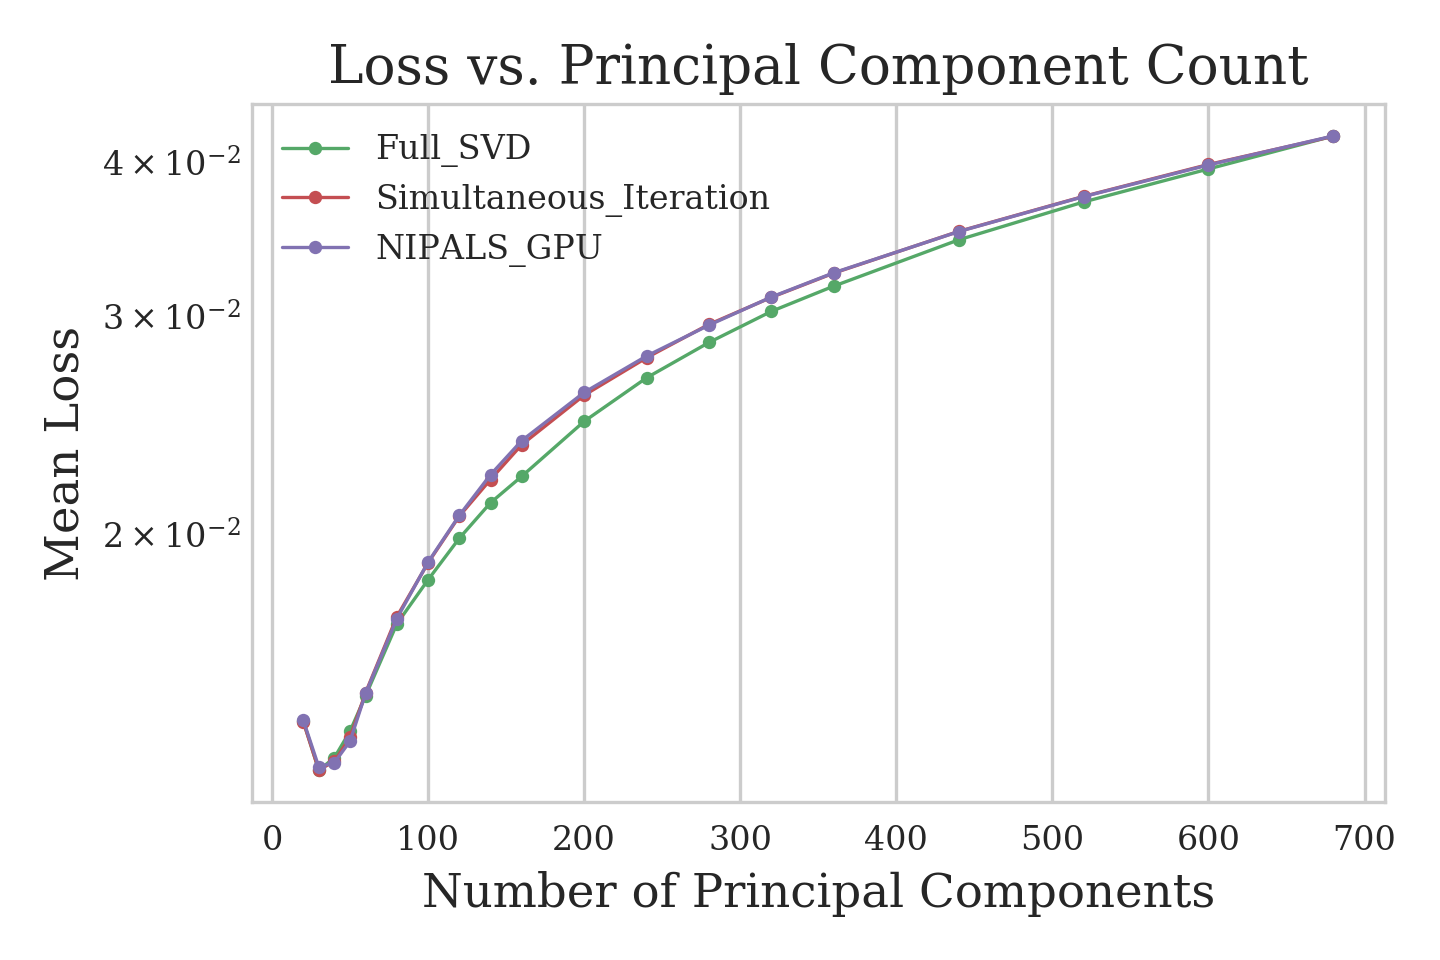 Loss vs. Principal Component Count
Full_SVD
Simultaneous_Iteration
NIPALS_GPU
4 × 10⁻²
3 × 10⁻²
2 × 10⁻²
Mean Loss
0 100 200 300 400 500 600 700
Number of Principal Components